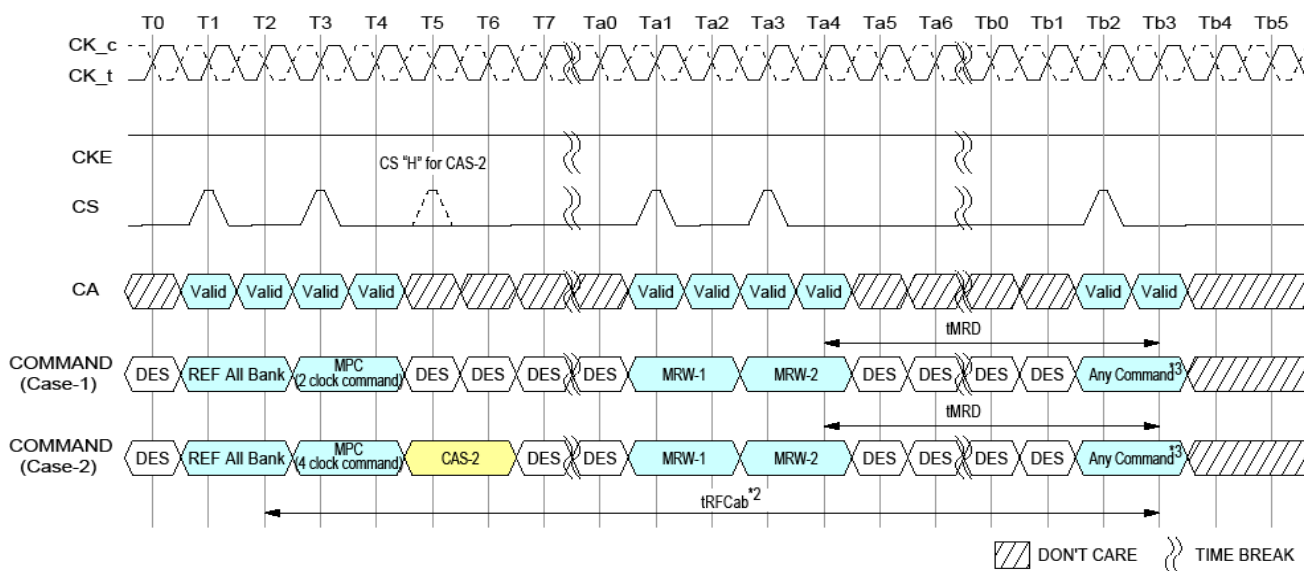 T0 T1 T2 T3 T4 T5 T6 T7 Ta0 Ta1 Ta2 Ta3 Ta4 Ta5 Ta6 Tb0 Tb1 Tb2 Tb3 Tb4 Tb5
CK_c
CK_t
CKE
CS "H" for CAS-2
CS
CA Valid Valid Valid Valid Valid Valid Valid Valid Valid Valid
tMRD
COMMAND
(Case-1)
DES REF All Bank MPC (2 clock command) DES DES DES DES MRW-1 MRW-2 DES DES DES DES Any Command*3
tMRD
COMMAND
(Case-2)
DES REF All Bank MPC (4 clock command) CAS-2 DES DES MRW-1 MRW-2 DES DES DES DES Any Command*3
tRFCab*2
DON'T CARE TIME BREAK